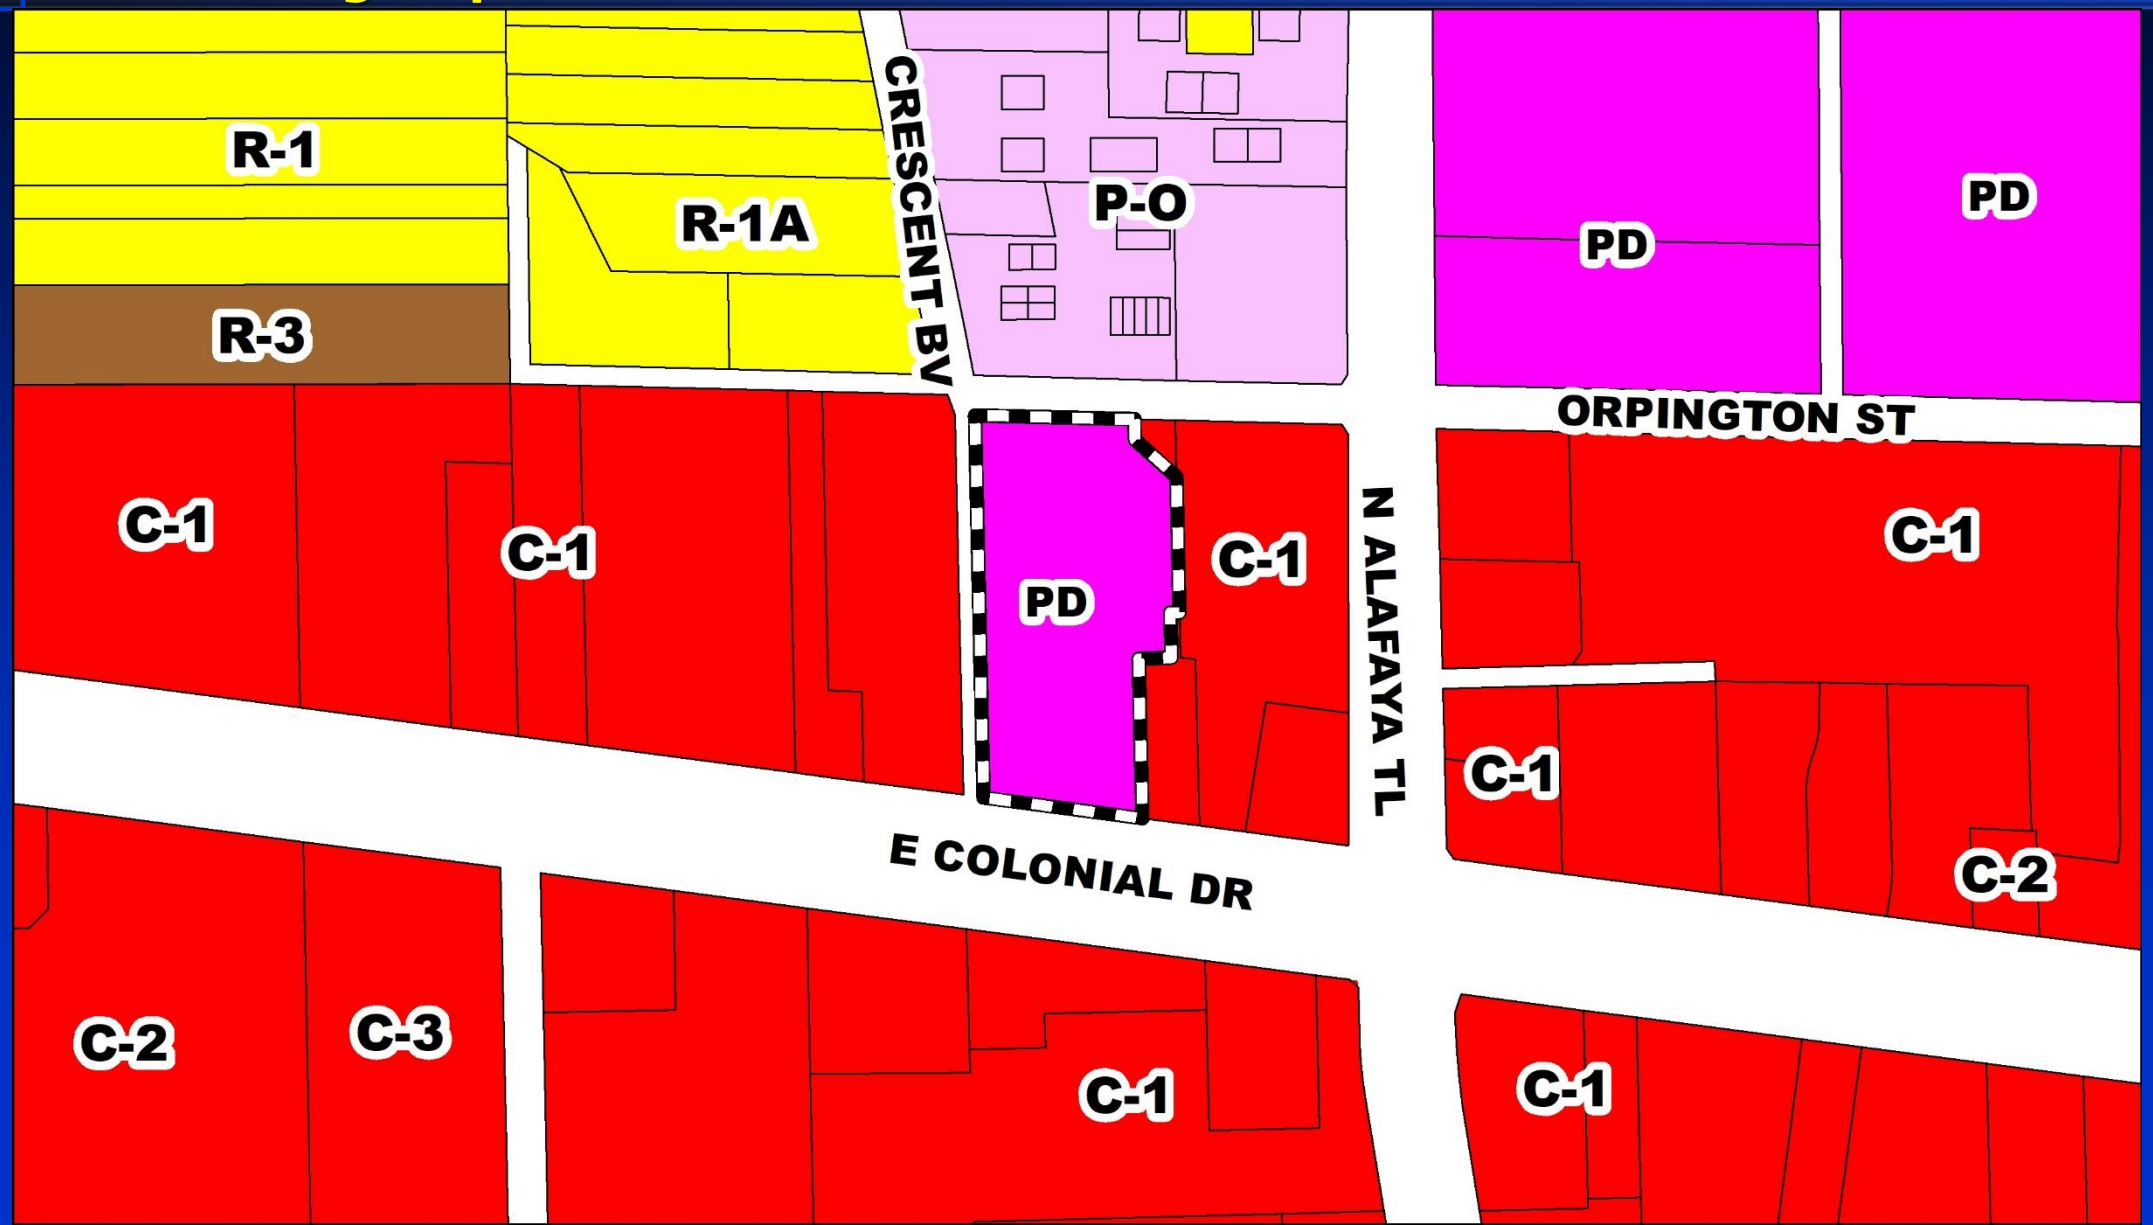 R-1
R-1A
R-3
CRESCENT BV
P-O
PD
PD
ORPINGTON ST
C-1
C-1
PD
C-1
N ALAFAYA TL
C-1
C-1
C-2
E COLONIAL DR
C-2
C-3
C-1
C-1